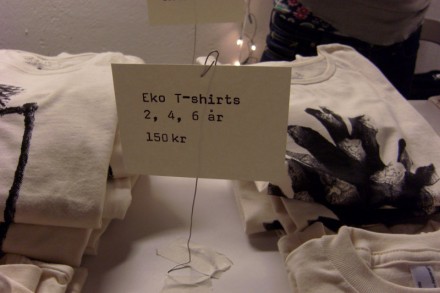 Eko T-shirts
2, 4, 6 år
150 kr